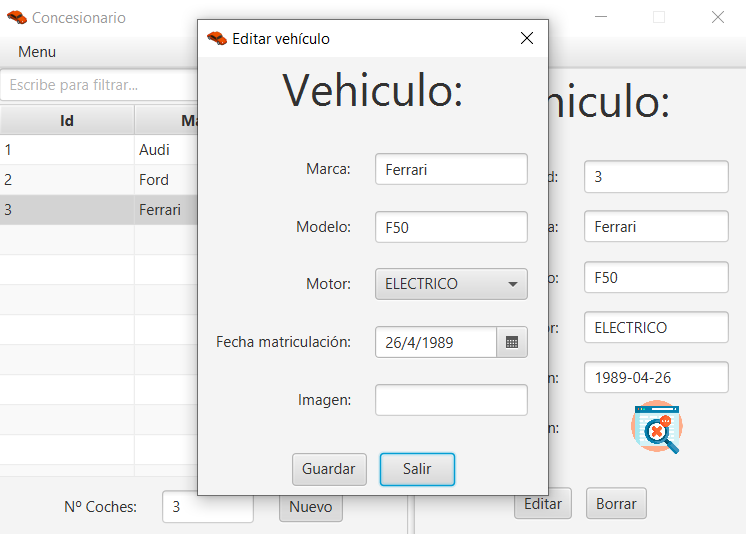 Concesionario
Menu
Escribe para filtrar...
Id
Ma
1 Audi
2 Ford
3 Ferrari
Nº Coches: 3 Nuevo
Editar vehículo
Vehiculo:
Marca: Ferrari
Modelo: F50
Motor: ELECTRICO
Fecha matriculación: 26/4/1989
Imagen:
Guardar Salir
hiculo:
d: 3
a: Ferrari
o: F50
or: ELECTRICO
n: 1989-04-26
n:
Editar Borrar